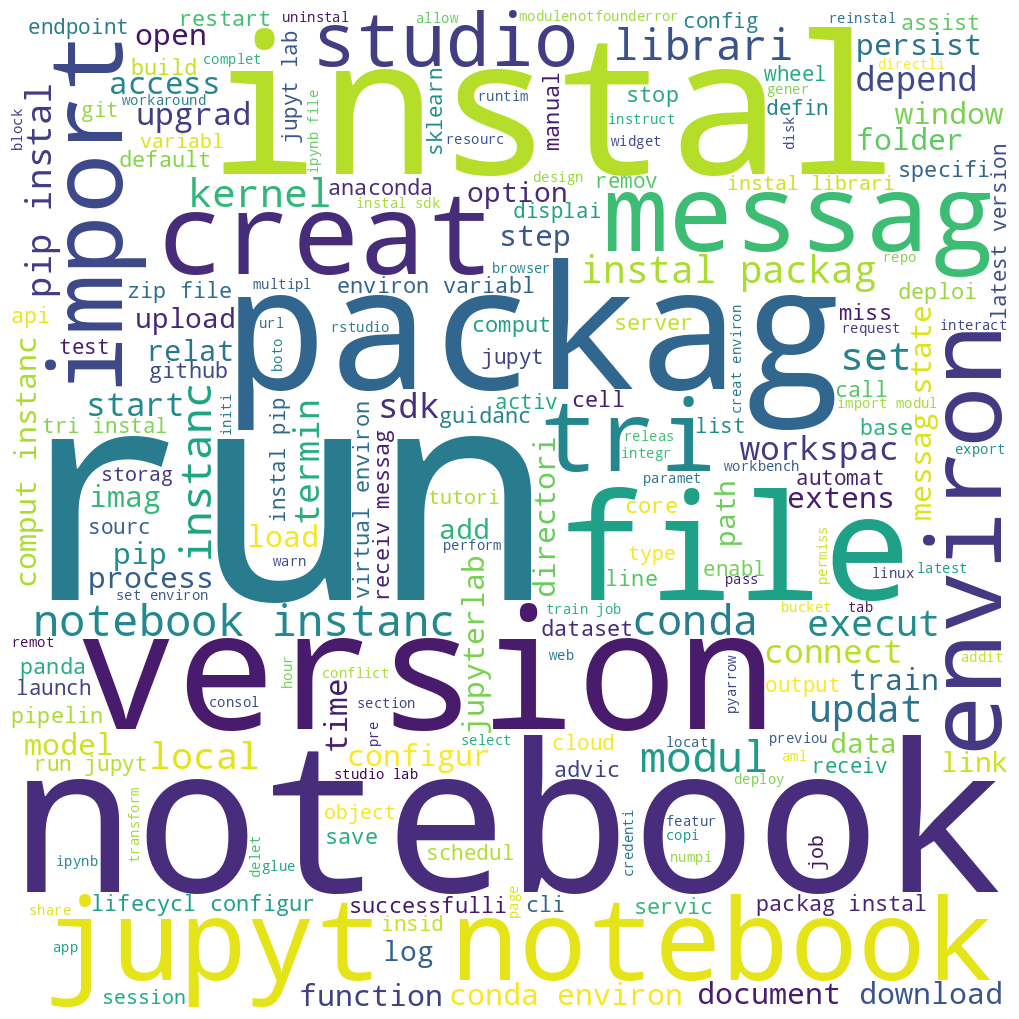 endpoint
restart
uninstal
allow
modulenotfounderror
config
reinstal
assist
open
studio
librari
persist
build
complet
jupyt lab
instal
directli
access
workaround
git
upgrad
runtim
stop
wheel
gener
depend
block
import
variabl
ipynb file
sklearn
resourc
instruct
manual
widget
defin
disk
window
default
folder
pip instal
kernel
anaconda
instal sdk
option
design
remov
instal librari
specifi
latest version
creat
displai
messag
step
repo
browser
instal packag
zip file
multipl
environ variabl
deploi
api
upload
url
rstudio
packag
comput
server
miss
request
interact
test
relat
github
boto
jupyt
creat environ
set
messag state
environ
comput instanc
start
sdk
activ
cell
call
import modul
tri instal
instanc
initi
instal pip
termin
guidanc
tri
list
base
export
storag
imag
virtual environ
receiv messag
releas
integr
workspac
workbench
automat
sourc
load
tutori
directori
paramet
extens
pip
run
add
file
core
path
process
warn
perform
type
enabl
permiss
linux
latest
set environ
line
pass
notebook instanc
jupyterlab
train job
dataset
conda
bucket
tab
execut
remot
version
panda
hour
time
conflict
web
pyarrow
connect
addit
launch
consol
section
output
train
pipelin
pre
select
updat
model
run jupyt
local
configur
cloud
locat
previou
modul
data
aml
receiv
link
studio lab
advic
deploy
notebook
transform
object
save
credenti
featur
copi
job
ipynb
delet
glue
schedul
numpi
share
lifecycl configur
successfulli
page
cli
servic
packag instal
jupyt notebook
insid
app
log
session
function
conda environ
document
download